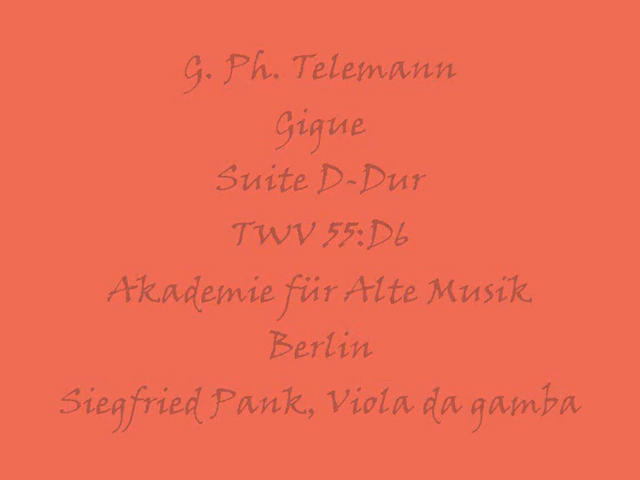 G. Ph. Telemann
Gigue
Suite D-Dur
TWV 55:D6
Akademie für Alte Musik
Berlin
Siegfried Pank, Viola da gamba